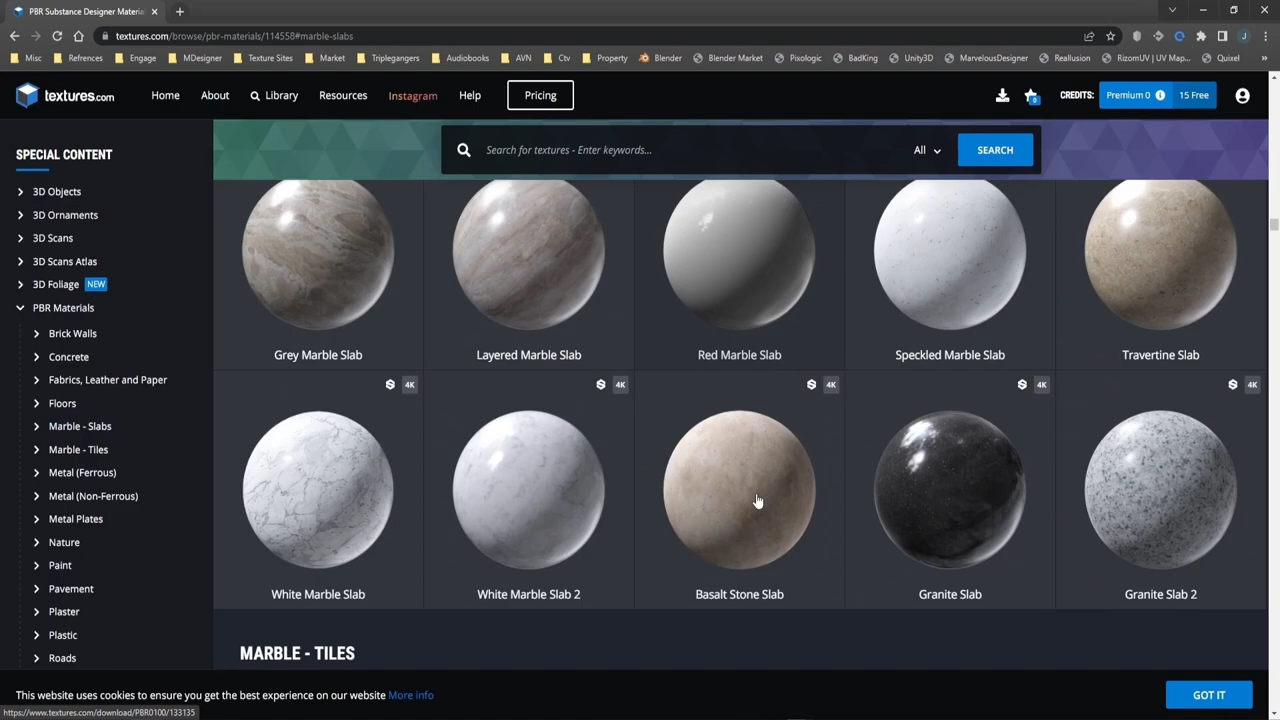 PBR Substance Designer Materia
textures.com/browse/pbr-materials/114558#marble-slabs
Misc Refrences Engage MDesigner Texture Sites Market Triplegangers Audiobooks AVN Ctv Property Blender Blender Market Pixologic BadKing Unity3D MarvelousDesigner Reallusion RizomUV | UV Map... Quixel »
textures.com Home About Library Resources Instagram Help Pricing CREDITS: Premium 0 15 Free
SPECIAL CONTENT
Search for textures - Enter keywords... All SEARCH
3D Objects
3D Ornaments
3D Scans
3D Scans Atlas
3D Foliage NEW
PBR Materials
Brick Walls
Concrete
Fabrics, Leather and Paper
Floors
Marble - Slabs
Marble - Tiles
Metal (Ferrous)
Metal (Non-Ferrous)
Metal Plates
Nature
Paint
Pavement
Plaster
Plastic
Roads
Grey Marble Slab Layered Marble Slab Red Marble Slab Speckled Marble Slab Travertine Slab
4K 4K 4K 4K 4K
White Marble Slab White Marble Slab 2 Basalt Stone Slab Granite Slab Granite Slab 2
MARBLE - TILES
This website uses cookies to ensure you get the best experience on our website More info GOT IT
https://www.textures.com/download/PBR0100/133135